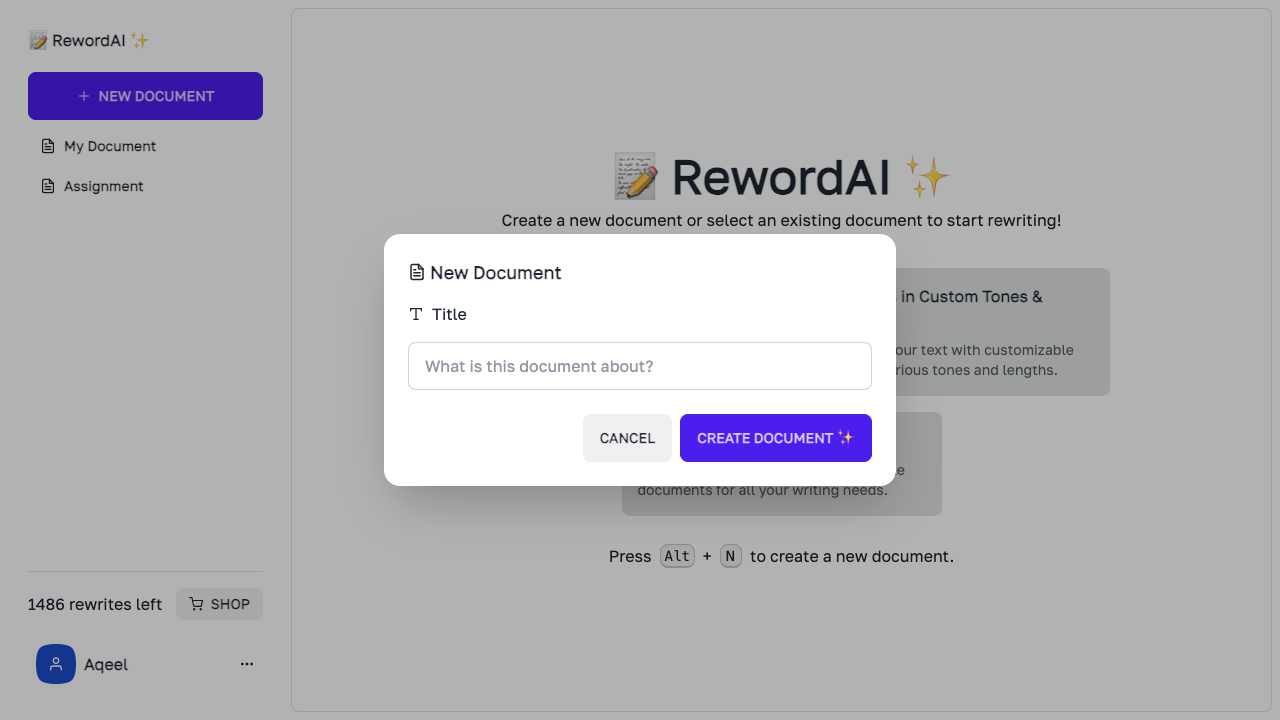 RewordAI
NEW DOCUMENT
My Document
Assignment
1486 rewrites left
SHOP
Aqeel
RewordAI
Create a new document or select an existing document to start rewriting!
in Custom Tones &
your text with customizable
various tones and lengths.
documents for all your writing needs.
Press Alt + N to create a new document.
New Document
Title
What is this document about?
CANCEL
CREATE DOCUMENT ✨